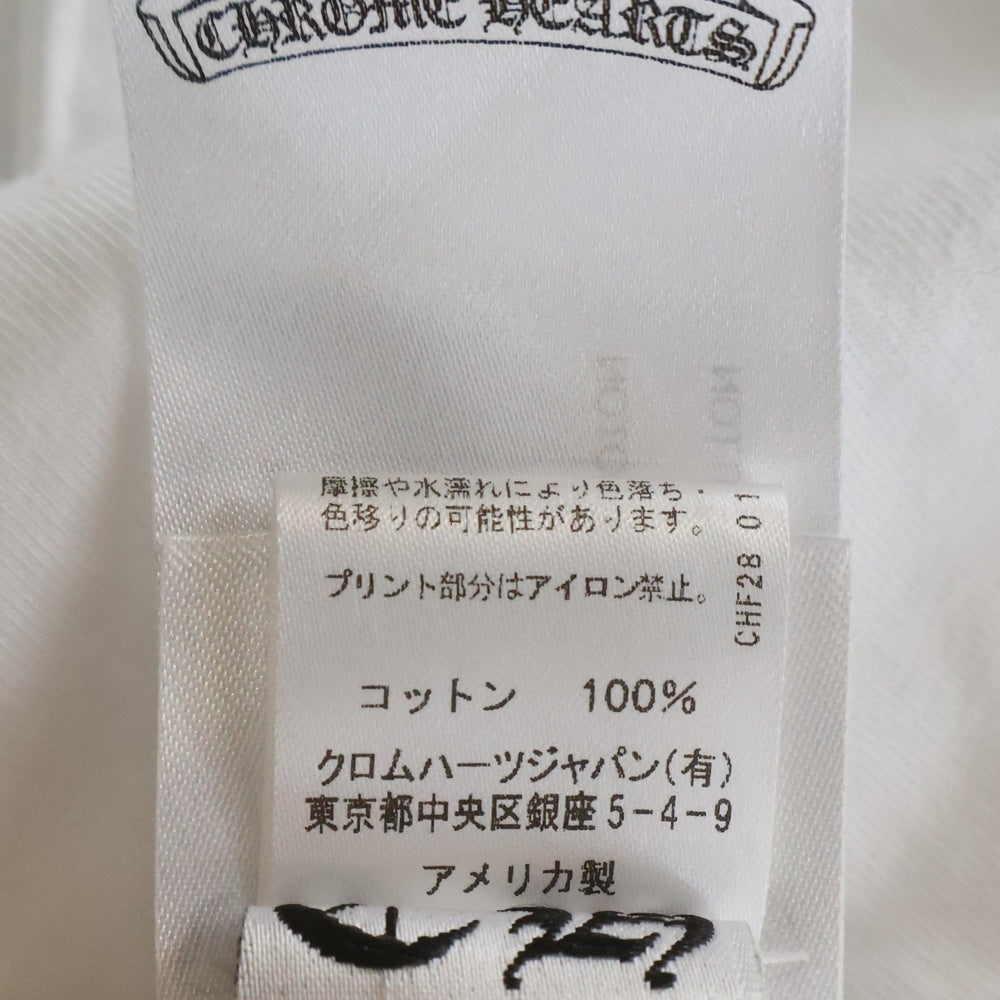 CHROME HEARTS
摩擦や水濡れにより色落ち・
色移りの可能性があります。
プリント部分はアイロン禁止。
CHF28 01
コットン 100%
クロムハーツジャパン(有)
東京都中央区銀座5-4-9
アメリカ製